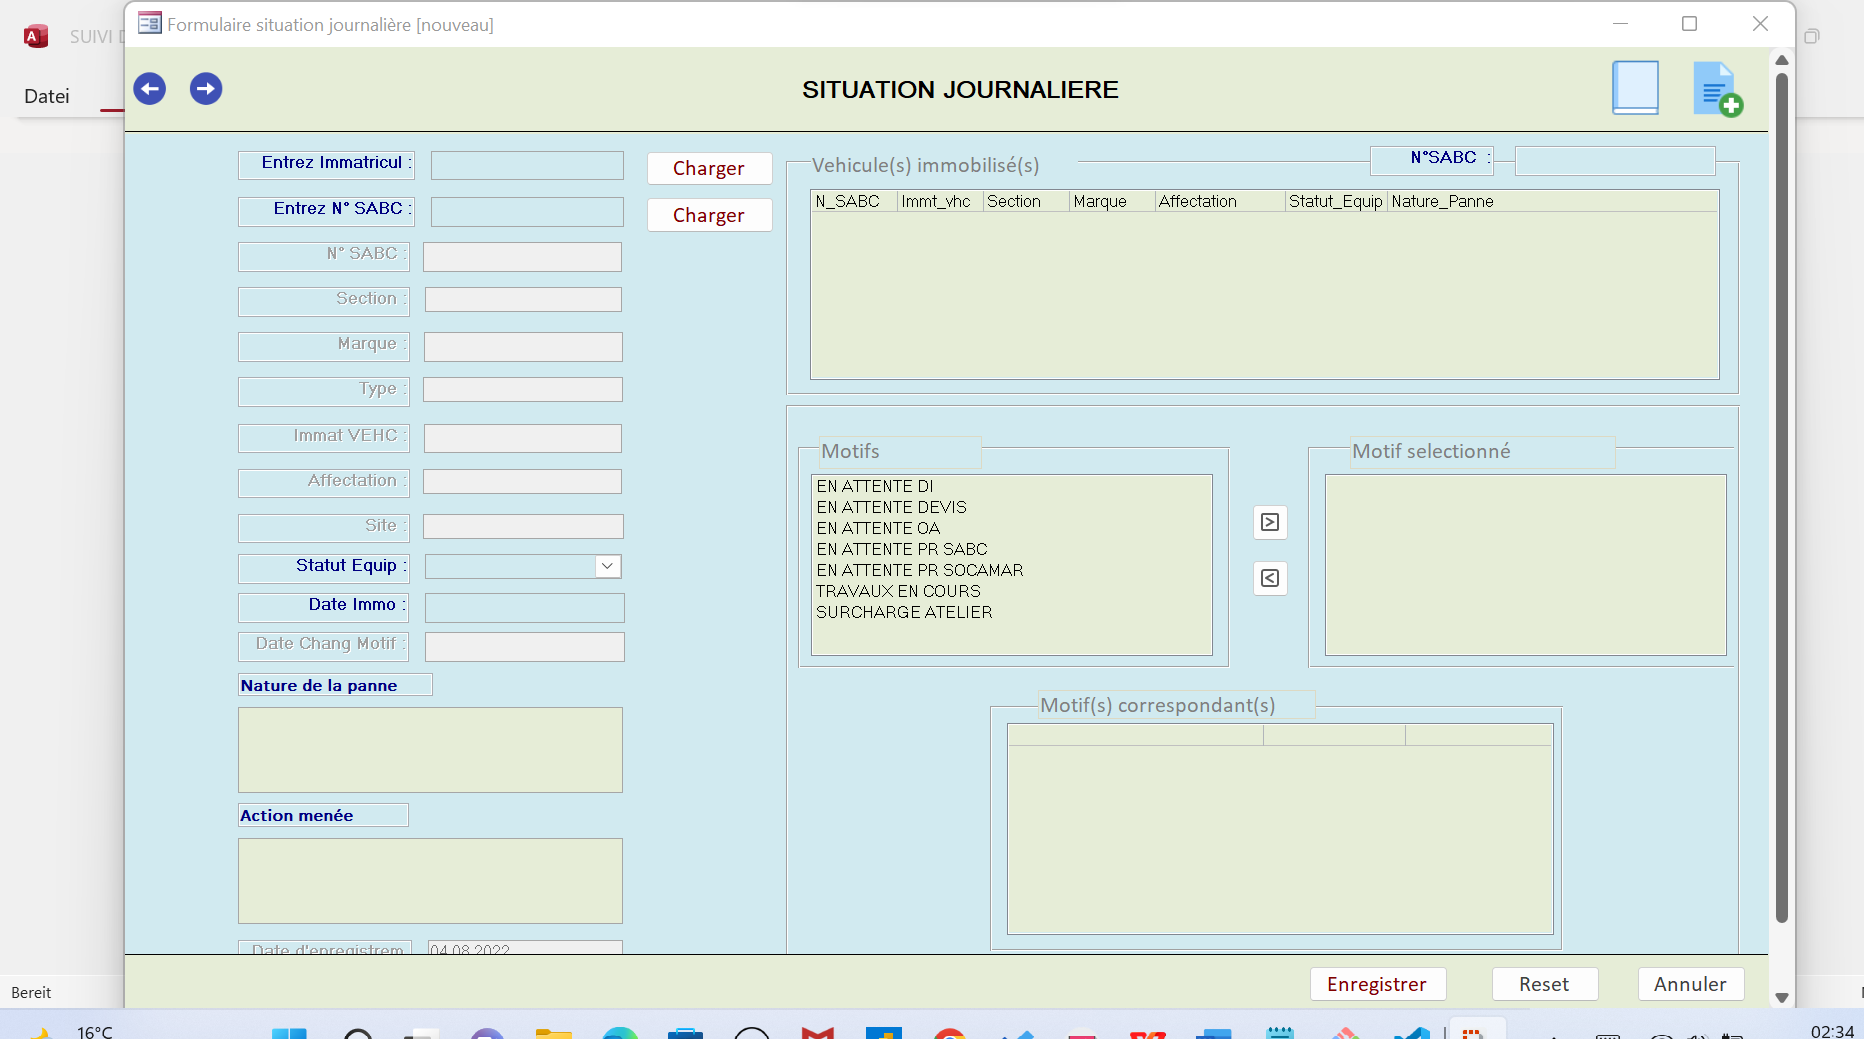 Formulaire situation journalière [nouveau]
SUIVI D
Datei
SITUATION JOURNALIERE
Entrez Immatricul :
Charger
Entrez N° SABC :
Charger
N° SABC :
Section :
Marque :
Type :
Immat VEHC :
Affectation :
Site :
Statut Equip :
Date Immo :
Date Chang Motif :
Nature de la panne
Action menée
Date d'enregistrem
04.08.2022
Vehicule(s) immobilisé(s)
N°SABC :
N_SABC Immt_vhc Section Marque Affectation Statut_Equip Nature_Panne
Motifs
EN ATTENTE DI
EN ATTENTE DEVIS
EN ATTENTE OA
EN ATTENTE PR SABC
EN ATTENTE PR SOCAMAR
TRAVAUX EN COURS
SURCHARGE ATELIER
Motif selectionné
Motif(s) correspondant(s)
Enregistrer
Reset
Annuler
Bereit
16°C
02:34